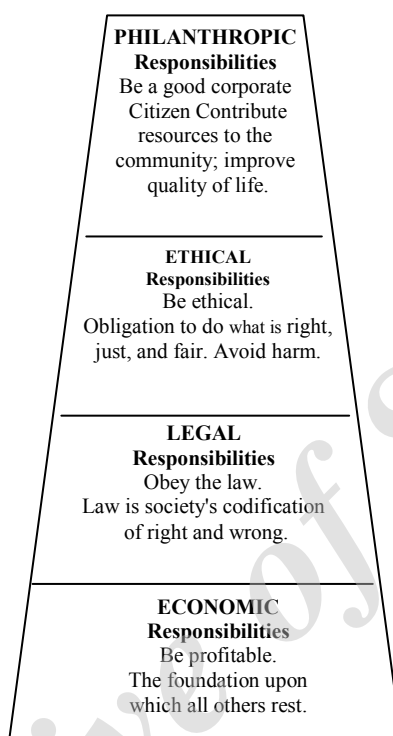 PHILANTHROPIC
Responsibilities
Be a good corporate
Citizen Contribute
resources to the
community; improve
quality of life.
ETHICAL
Responsibilities
Be ethical.
Obligation to do what is right,
just, and fair. Avoid harm.
LEGAL
Responsibilities
Obey the law.
Law is society's codification
of right and wrong.
ECONOMIC
Responsibilities
Be profitable.
The foundation upon
which all others rest.